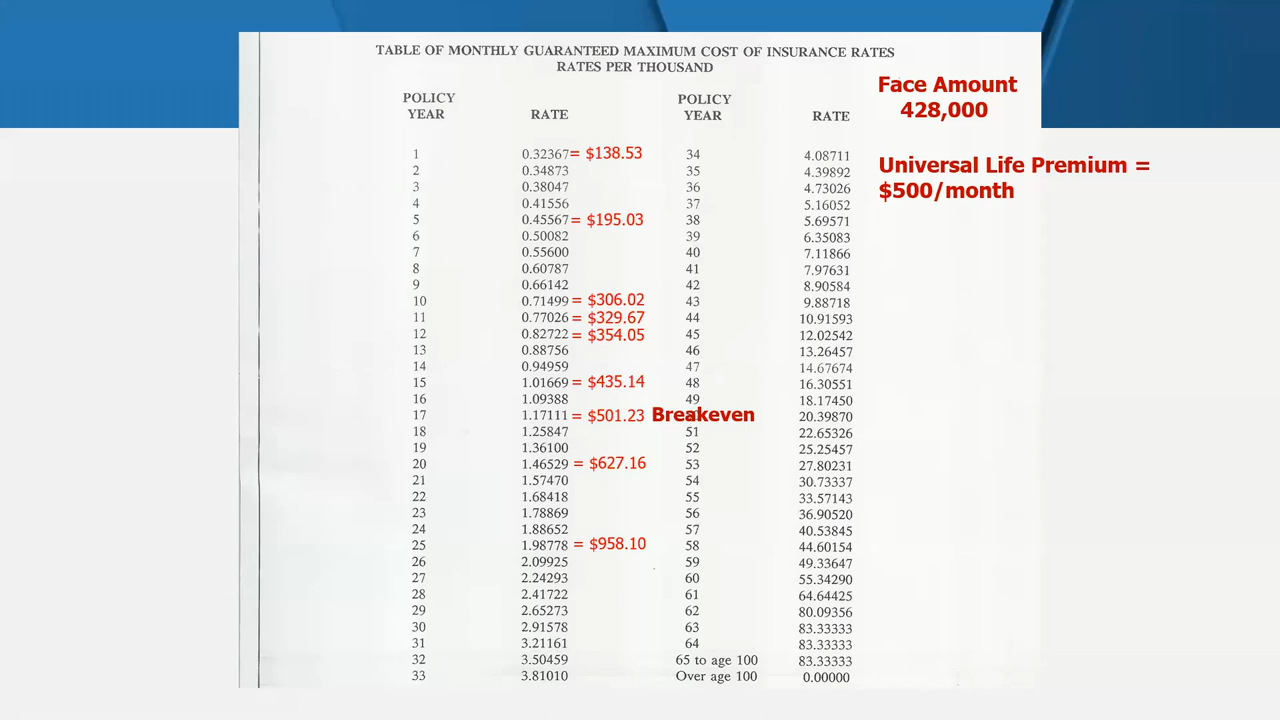 TABLE OF MONTHLY GUARANTEED MAXIMUM COST OF INSURANCE RATES
RATES PER THOUSAND
Face Amount
428,000
Universal Life Premium =
$500/month
POLICY YEAR RATE POLICY YEAR RATE
1 0.32367 = $138.53 34 4.08711
2 0.34873 35 4.39892
3 0.38047 36 4.73026
4 0.41556 37 5.16052
5 0.45567 = $195.03 38 5.69571
6 0.50082 39 6.35083
7 0.55600 40 7.11866
8 0.60787 41 7.97631
9 0.66142 42 8.90584
10 0.71499 = $306.02 43 9.88718
11 0.77026 = $329.67 44 10.91593
12 0.82722 = $354.05 45 12.02542
13 0.88756 46 13.26457
14 0.94959 47 14.67674
15 1.01669 = $435.14 48 16.30551
16 1.09388 49 18.17450
17 1.17111 = $501.23 Breakeven 20.39870
18 1.25847 51 22.65326
19 1.36100 52 25.25457
20 1.46529 = $627.16 53 27.80231
21 1.57470 54 30.73337
22 1.68418 55 33.57143
23 1.78869 56 36.90520
24 1.88652 57 40.53845
25 1.98778 = $958.10 58 44.60154
26 2.09925 59 49.33647
27 2.24293 60 55.34290
28 2.41722 61 64.64425
29 2.65273 62 80.09356
30 2.91578 63 83.33333
31 3.21161 64 83.33333
32 3.50459 65 to age 100 83.33333
33 3.81010 Over age 100 0.00000